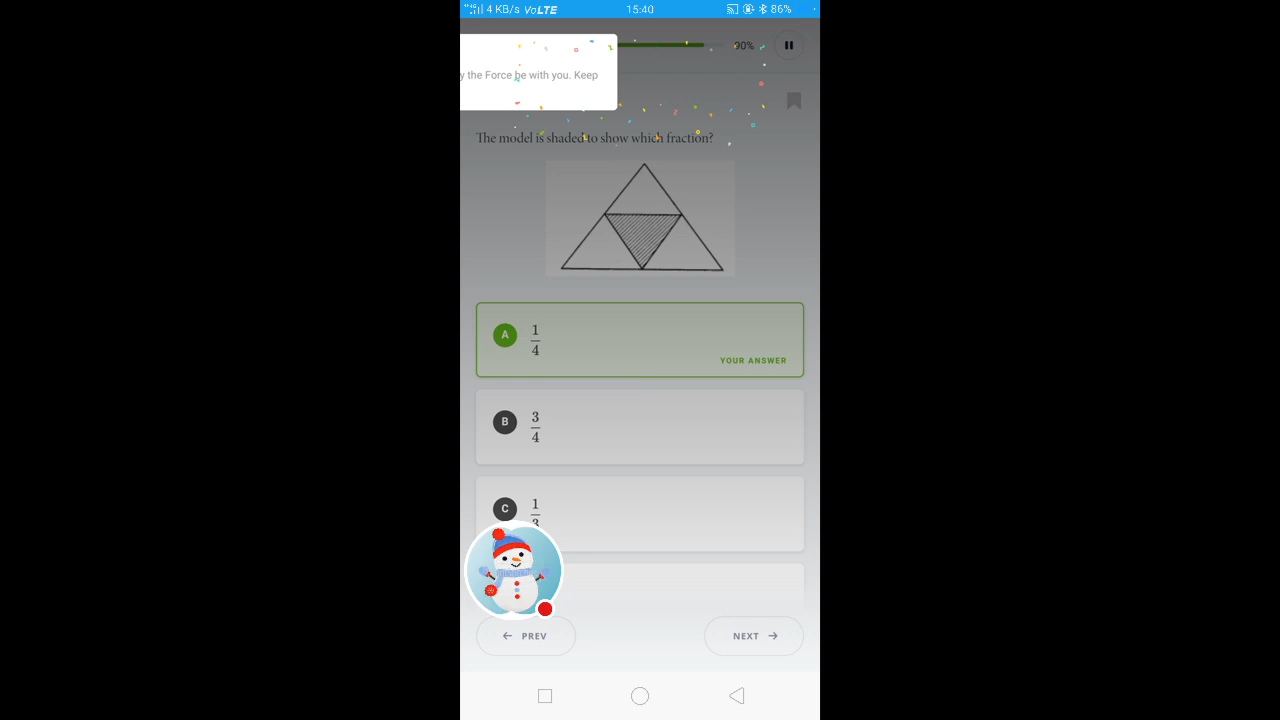 4 KB/s VoLTE 15:40 86%
90%
the Force be with you. Keep
The model is shaded to show which fraction?
A 1/4
YOUR ANSWER
B 3/4
C 1/3
← PREV NEXT →